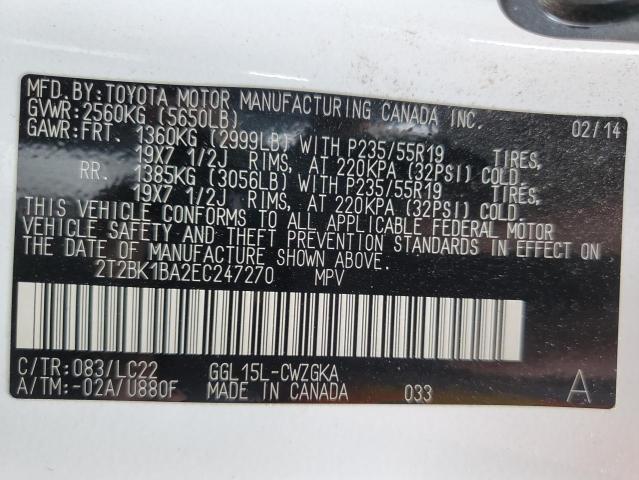 MFD.BY:TOYOTA MOTOR MANUFACTURING CANADA INC. 02/14
GVWR:2560KG (5650LB)
GAWR:FRT. 1360KG (2999LB) WITH P235/55R19 TIRES,
19X7 1/2J RIMS, AT 220KPA (32PSI) COLD.
RR. 1385KG (3056LB) WITH P235/55R19 TIRES,
19X7 1/2J RIMS, AT 220KPA (32PSI) COLD.
THIS VEHICLE CONFORMS TO ALL APPLICABLE FEDERAL MOTOR
VEHICLE SAFETY AND THEFT PREVENTION STANDARDS IN EFFECT ON
THE DATE OF MANUFACTURE SHOWN ABOVE.
2T2BK1BA2EC247270 MPV
C/TR:083/LC22 GGL15L-CWZGKA
A/TM:-02A/U880F MADE IN CANADA 033 A